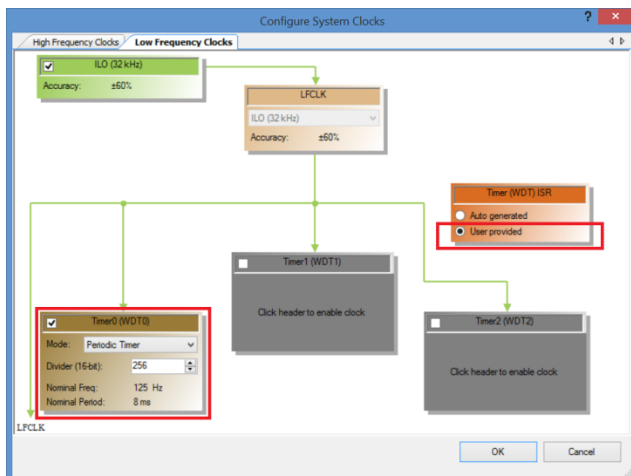 Configure System Clocks
? ×
High Frequency Clocks Low Frequency Clocks
ILO (32 kHz)
Accuracy: ±60%
LFCLK
ILO (32 kHz)
Accuracy: ±60%
Timer (WDT) ISR
Auto generated
User provided
Timer1 (WDT1)
Click header to enable clock
Timer0 (WDT0)
Mode: Periodic Timer
Divider (16-bit): 256
Nominal Freq: 125 Hz
Nominal Period: 8 ms
Timer2 (WDT2)
Click header to enable clock
LFCLK
OK Cancel